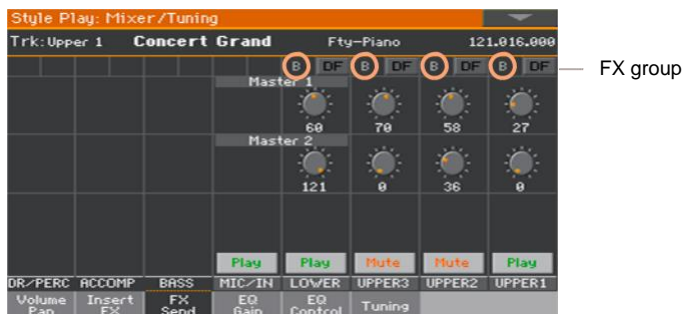 Style Play: Mixer/Tuning
Trk: Upper 1 Concert Grand Fty-Piano 121.016.000
B DF B DF B DF B DF
FX group
Master 1
60 70 58 27
Master 2
121 0 36 0
Play Play Mute Mute Play
DR/PERC ACCOMP BASS MIC/IN LOWER UPPER3 UPPER2 UPPER1
Volume Insert FX EQ EQ Tuning
Pan FX Send Gain Control